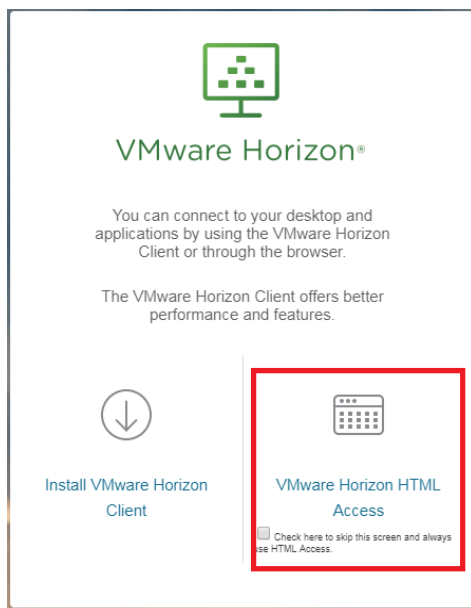 VMware Horizon®
You can connect to your desktop and
applications by using the VMware Horizon
Client or through the browser.
The VMware Horizon Client offers better
performance and features.
Install VMware Horizon
Client
VMware Horizon HTML
Access
Check here to skip this screen and always
use HTML Access.